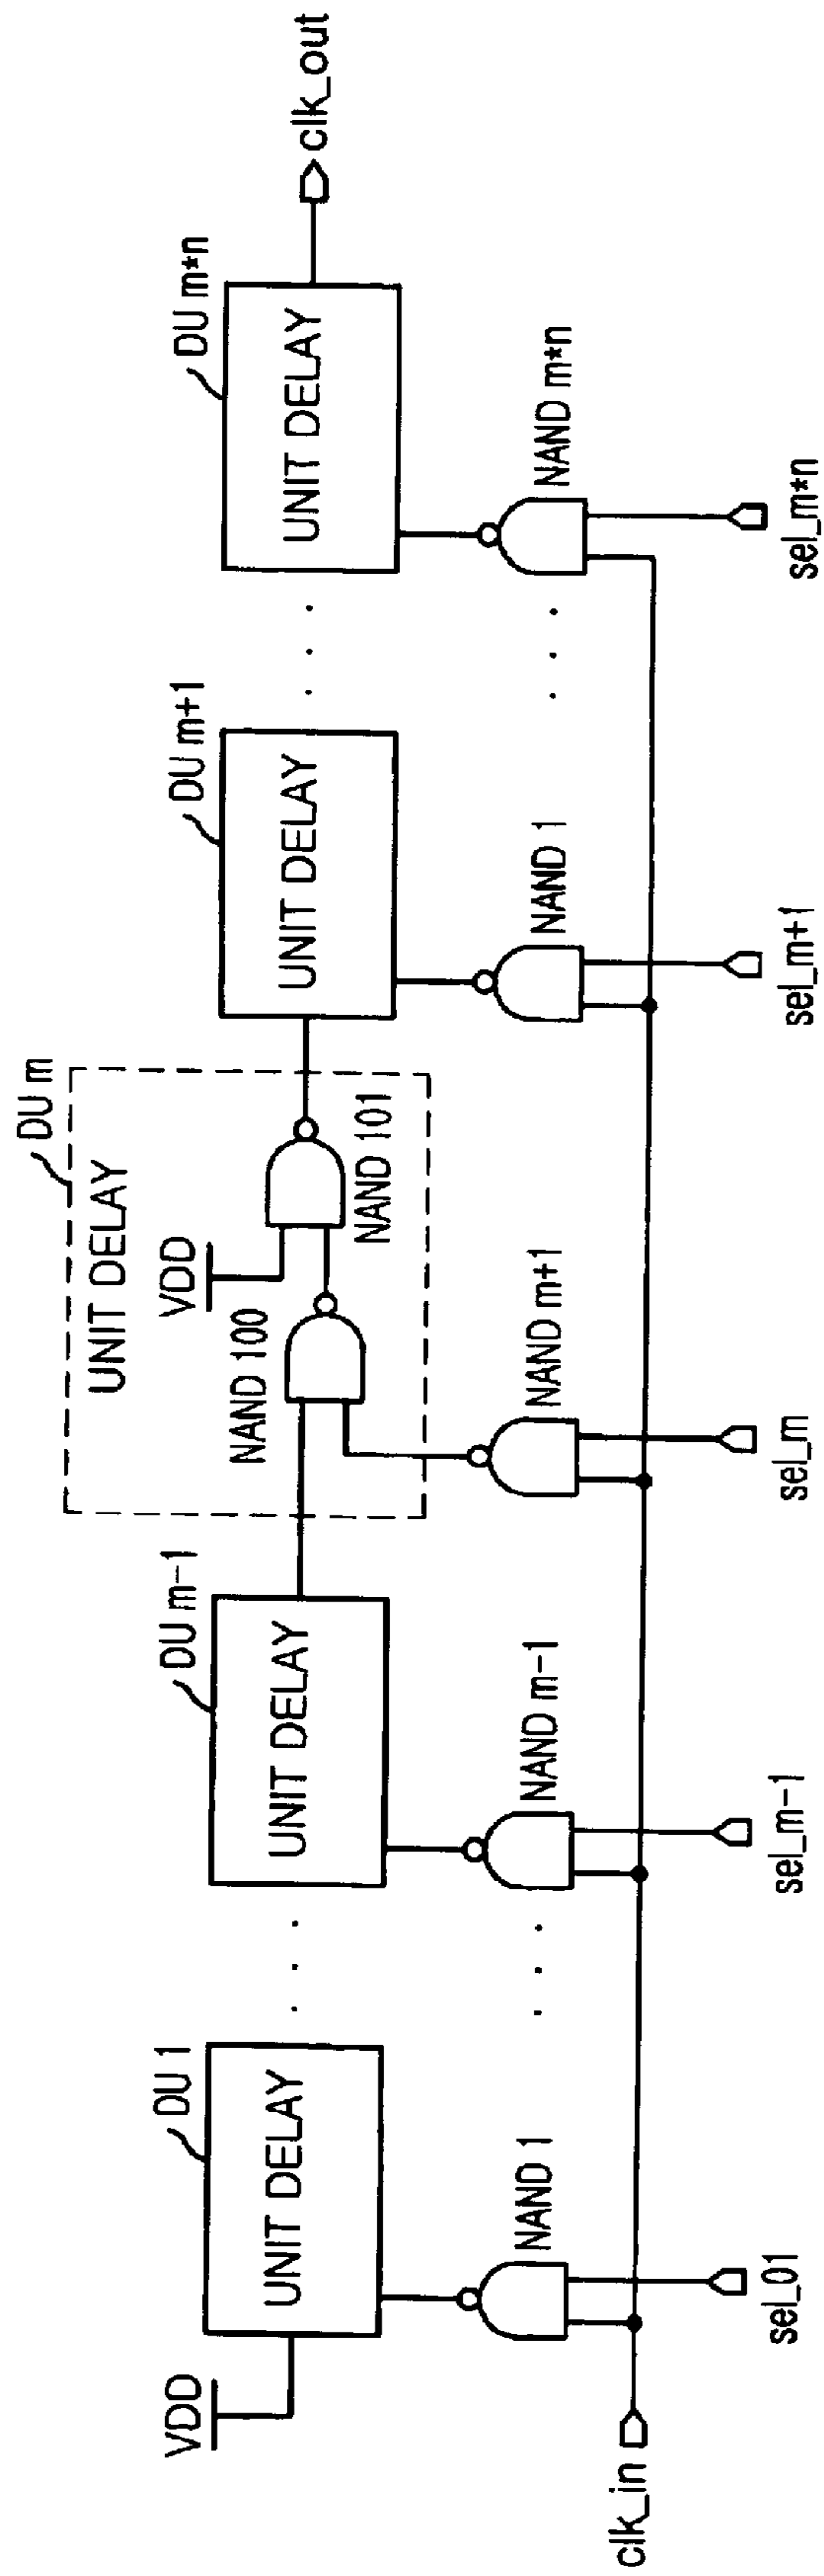 DU m
UNIT DELAY
DU 1
DU m-1
VDD
DU m+1
DU m*n
VDD
UNIT DELAY
UNIT DELAY
NAND 100
NAND 101
UNIT DELAY
UNIT DELAY
clk_out
NAND 1
NAND m-1
NAND m+1
NAND 1
NAND m*n
clk_in
sel_01
sel_m-1
sel_m
sel_m+1
sel_m*n